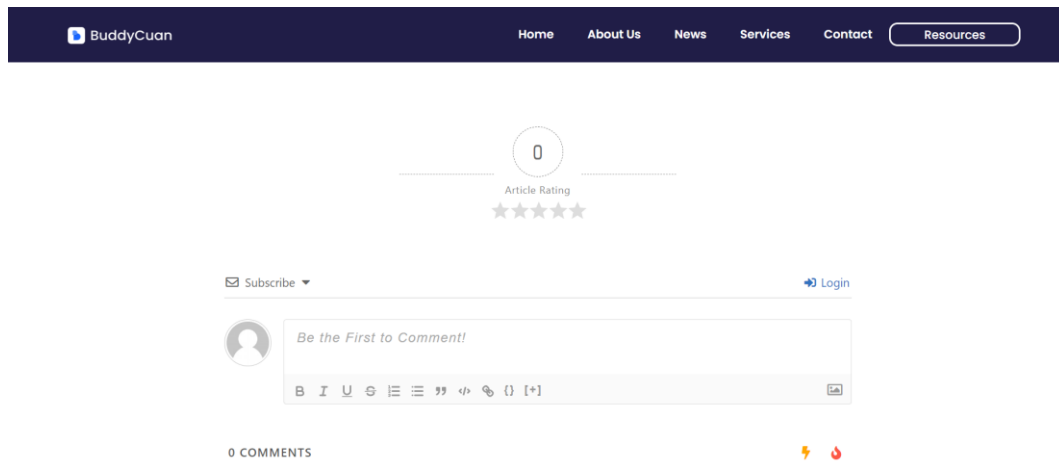 BuddyCuan Home About Us News Services Contact Resources
0
Article Rating
Subscribe Login
Be the First to Comment!
B I U S </> {} [+]
0 COMMENTS